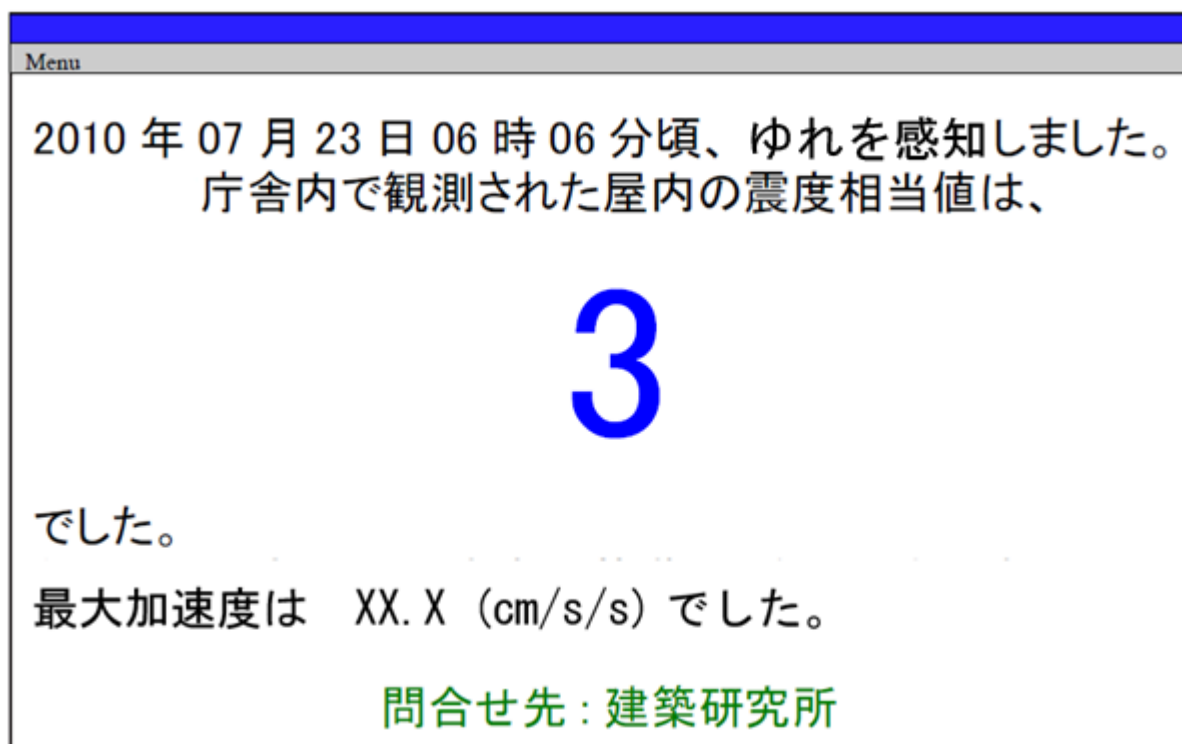 Menu
2010 年 07 月 23 日 06 時 06 分頃、ゆれを感知しました。
庁舎内で観測された屋内の震度相当値は、
3
でした。
最大加速度は　XX.X (cm/s/s) でした。
問合せ先：建築研究所